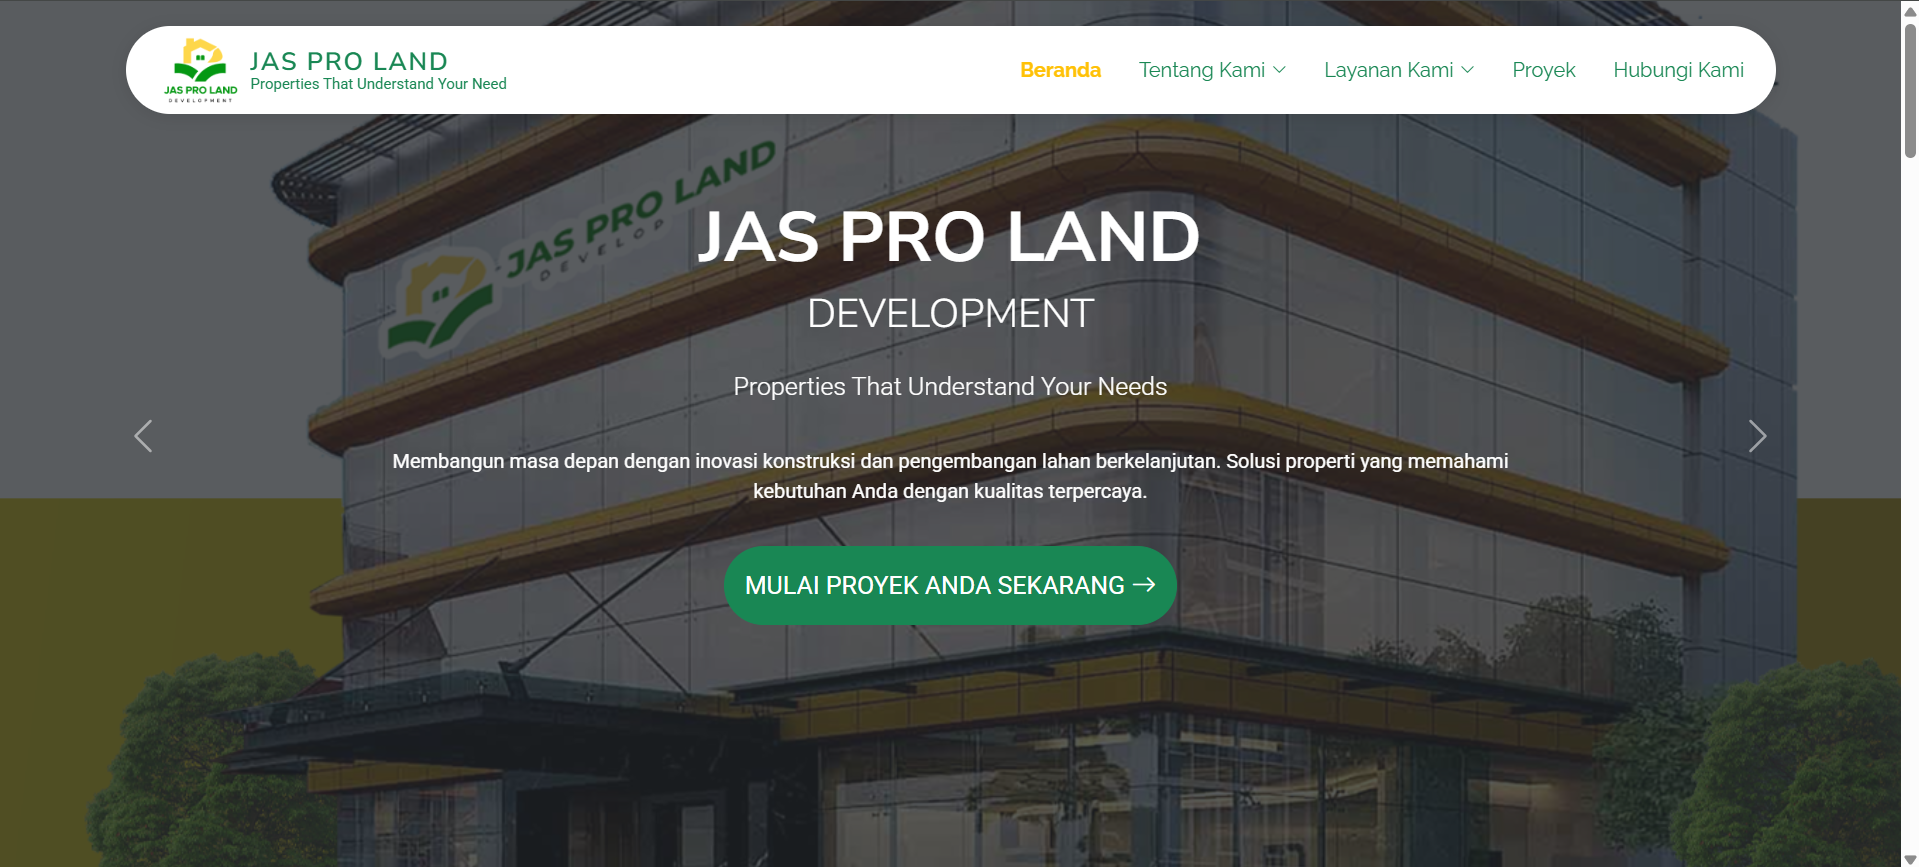 JAS PRO LAND
DEVELOPMENT
JAS PRO LAND
Properties That Understand Your Need
Beranda
Tentang Kami
Layanan Kami
Proyek
Hubungi Kami
JAS PRO LAND
DEVELOP
JAS PRO LAND
DEVELOPMENT
Properties That Understand Your Needs
Membangun masa depan dengan inovasi konstruksi dan pengembangan lahan berkelanjutan. Solusi properti yang memahami
kebutuhan Anda dengan kualitas terpercaya.
MULAI PROYEK ANDA SEKARANG →